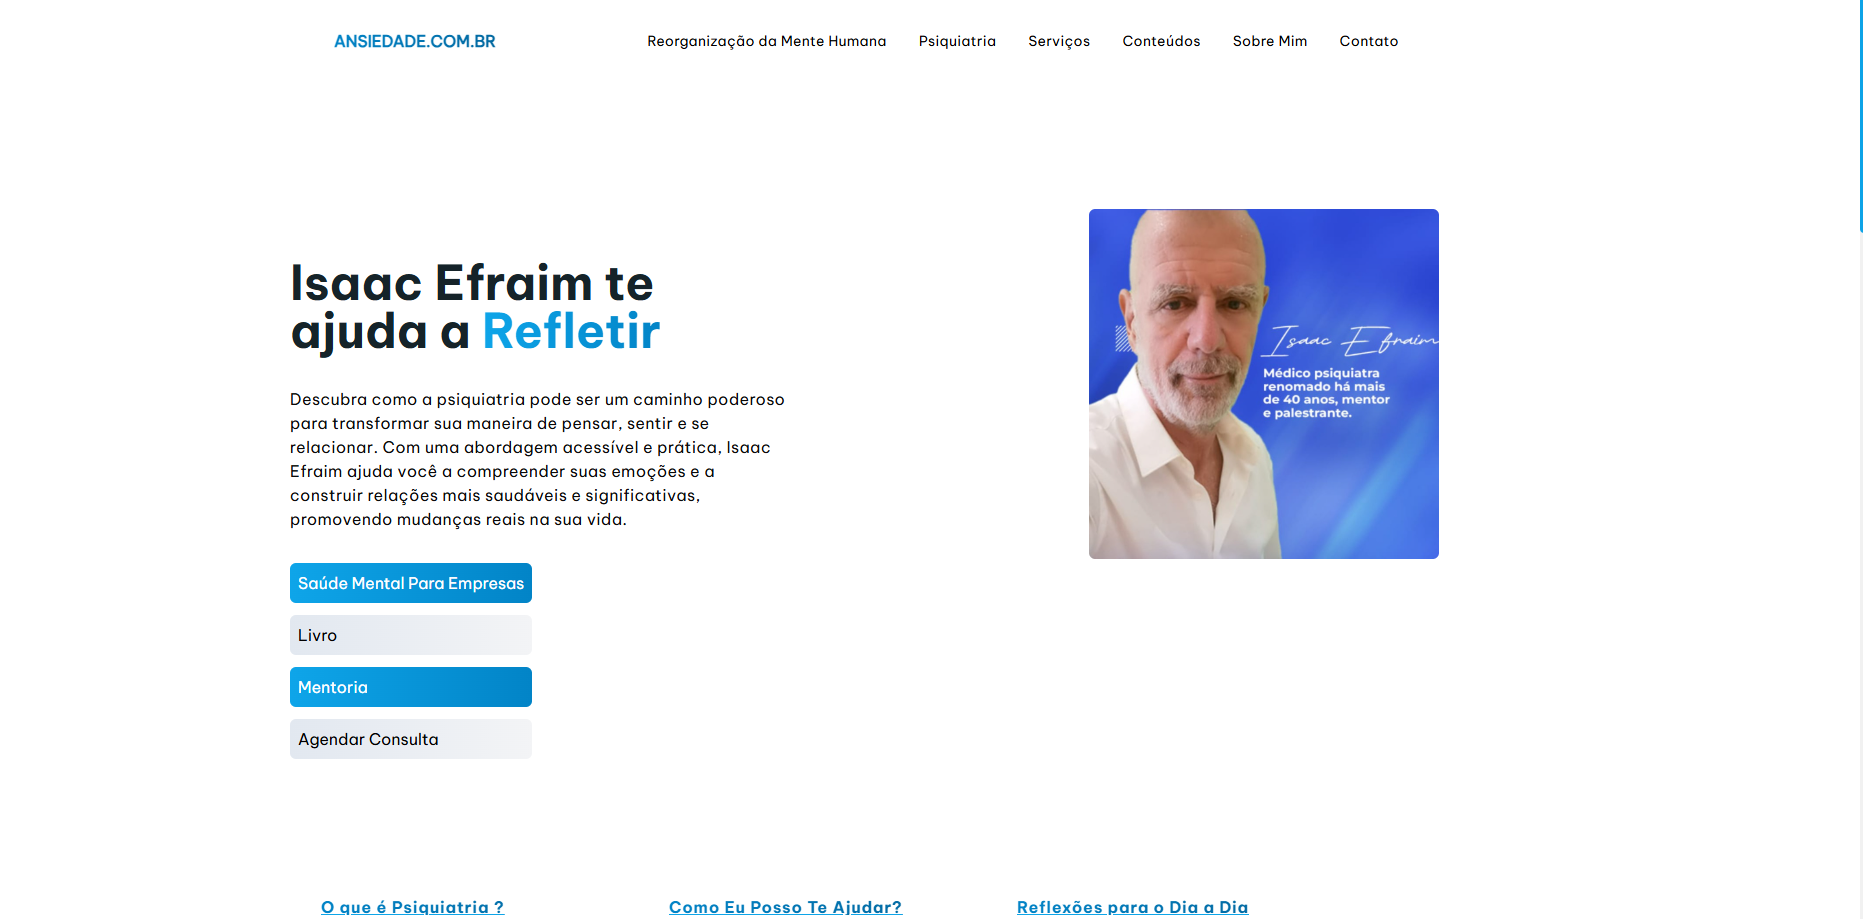 ANSIEDADE.COM.BR
Reorganização da Mente Humana
Psiquiatria
Serviços
Conteúdos
Sobre Mim
Contato
Isaac Efraim te
ajuda a Refletir
Descubra como a psiquiatria pode ser um caminho poderoso
para transformar sua maneira de pensar, sentir e se
relacionar. Com uma abordagem acessível e prática, Isaac
Efraim ajuda você a compreender suas emoções e a
construir relações mais saudáveis e significativas,
promovendo mudanças reais na sua vida.
Saúde Mental Para Empresas
Livro
Mentoria
Agendar Consulta
Isaac Efraim
Médico psiquiatra
renomado há mais
de 40 anos, mentor
e palestrante.
O que é Psiquiatria ?
Como Eu Posso Te Ajudar?
Reflexões para o Dia a Dia